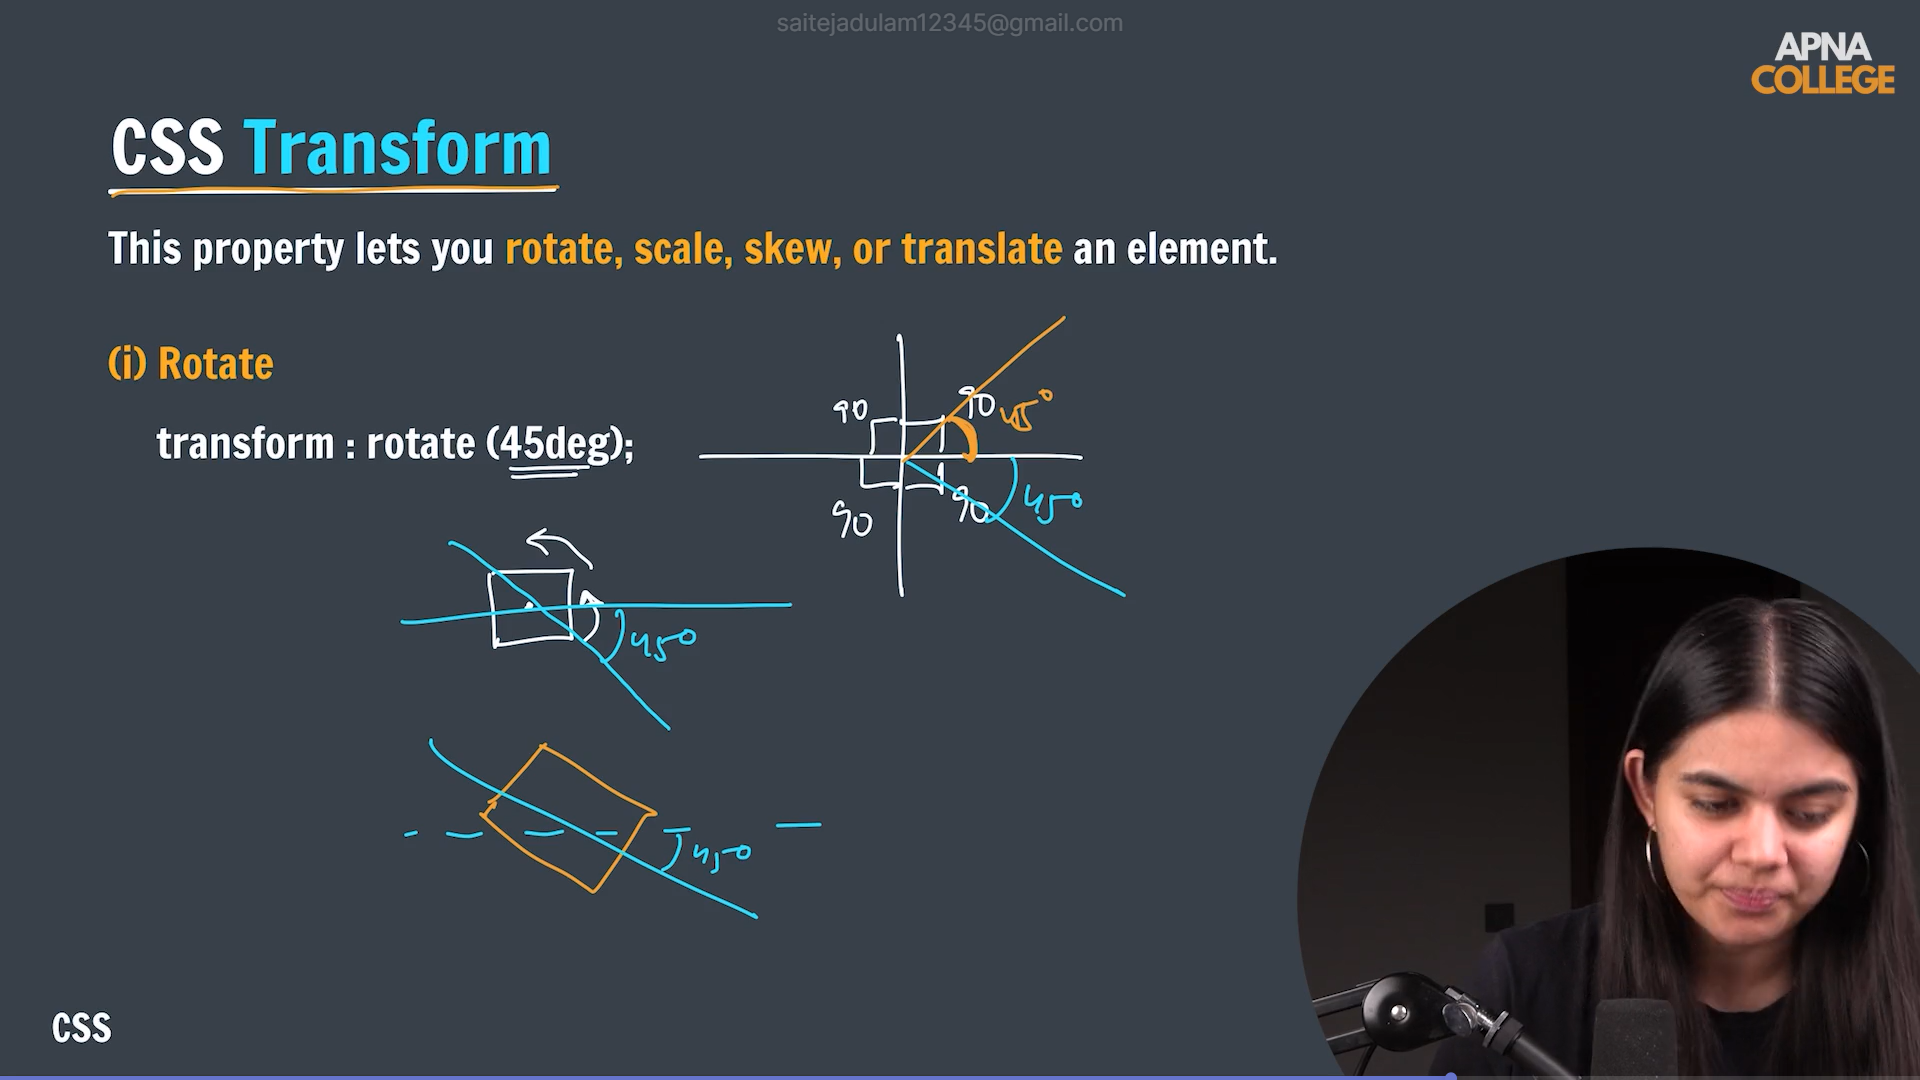 saitejadulam12345@gmail.com
APNA
COLLEGE
CSS Transform
This property lets you rotate, scale, skew, or translate an element.
(i) Rotate
transform : rotate (45deg);
90
90
45°
90
90
45°
45°
45°
CSS